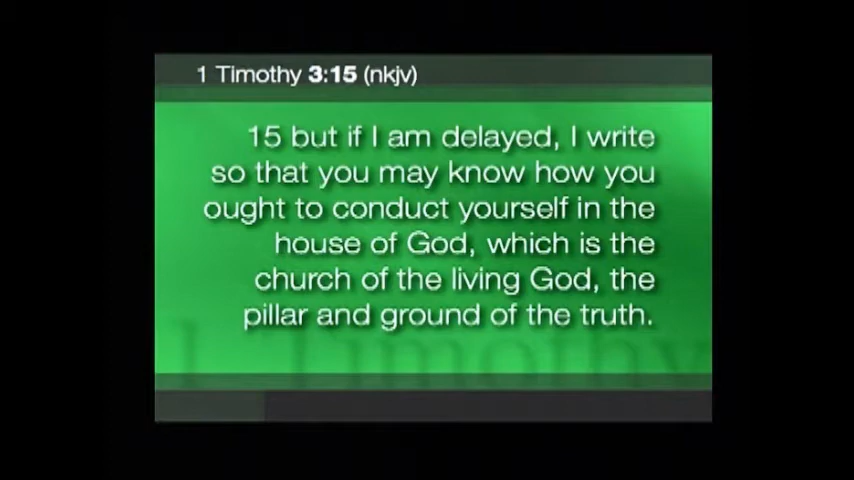 1 Timothy 3:15 (nkjv)
15 but if I am delayed, I write
so that you may know how you
ought to conduct yourself in the
house of God, which is the
church of the living God, the
pillar and ground of the truth.
1 Timothy